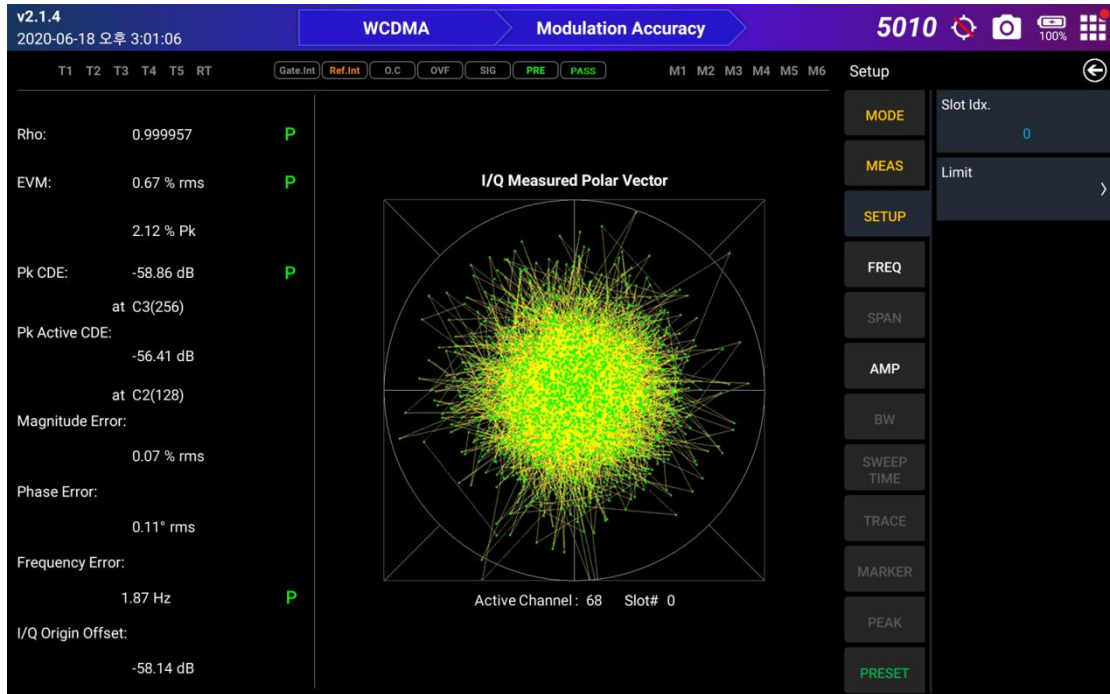 v2.1.4
2020-06-18 오후 3:01:06
WCDMA
Modulation Accuracy
5010
100%
T1 T2 T3 T4 T5 RT
Gate.Int Ref.Int O.C OVF SIG PRE PASS
M1 M2 M3 M4 M5 M6
Setup
Rho: 0.999957 P
EVM: 0.67 % rms P
2.12 % Pk
Pk CDE: -58.86 dB P
at C3(256)
Pk Active CDE:
-56.41 dB
at C2(128)
Magnitude Error:
0.07 % rms
Phase Error:
0.11° rms
Frequency Error:
1.87 Hz P
I/Q Origin Offset:
-58.14 dB
I/Q Measured Polar Vector
Active Channel : 68 Slot# 0
MODE
MEAS
SETUP
FREQ
SPAN
AMP
BW
SWEEP
TIME
TRACE
MARKER
PEAK
PRESET
Slot Idx.
0
Limit